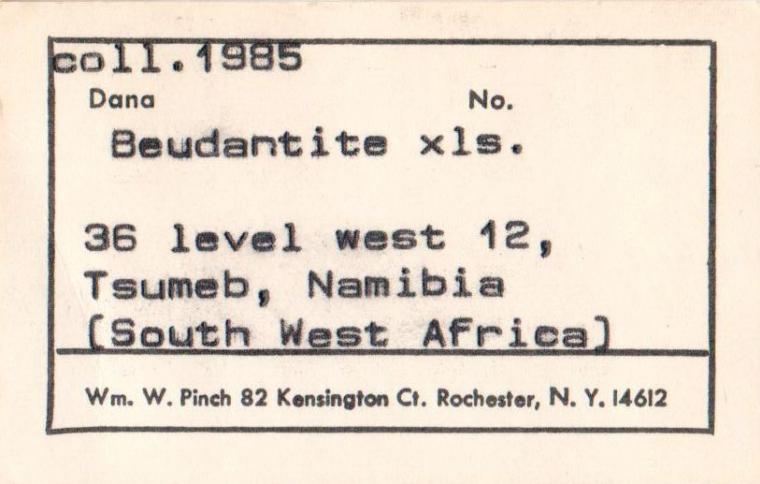 coll.1985
Dana No.
Beudantite xls.
36 level west 12,
Tsumeb, Namibia
(South West Africa)
Wm. W. Pinch 82 Kensington Ct. Rochester, N. Y. 14612